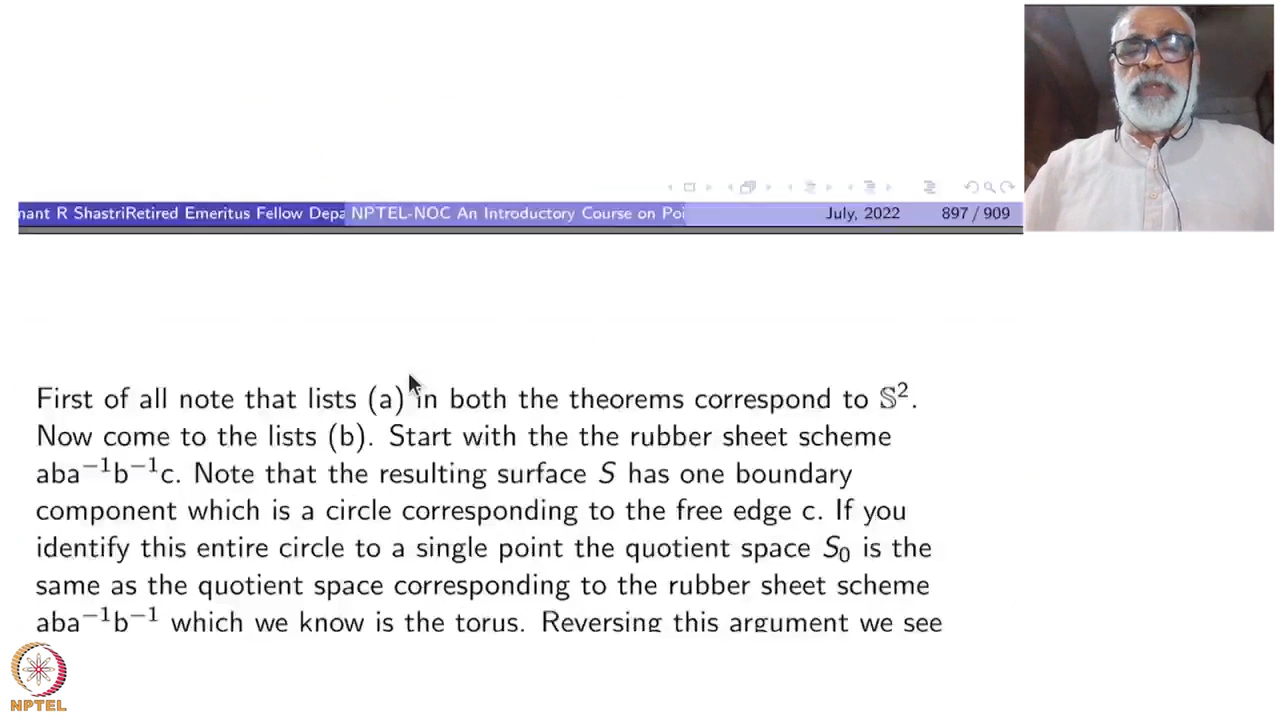 nant R ShastriRetired Emeritus Fellow Depa NPTEL-NOC An Introductory Course on Poi July, 2022 897 / 909
First of all note that lists (a) in both the theorems correspond to 𝕊².
Now come to the lists (b). Start with the the rubber sheet scheme
aba⁻¹b⁻¹c. Note that the resulting surface S has one boundary
component which is a circle corresponding to the free edge c. If you
identify this entire circle to a single point the quotient space S₀ is the
same as the quotient space corresponding to the rubber sheet scheme
aba⁻¹b⁻¹ which we know is the torus. Reversing this argument we see
NPTEL